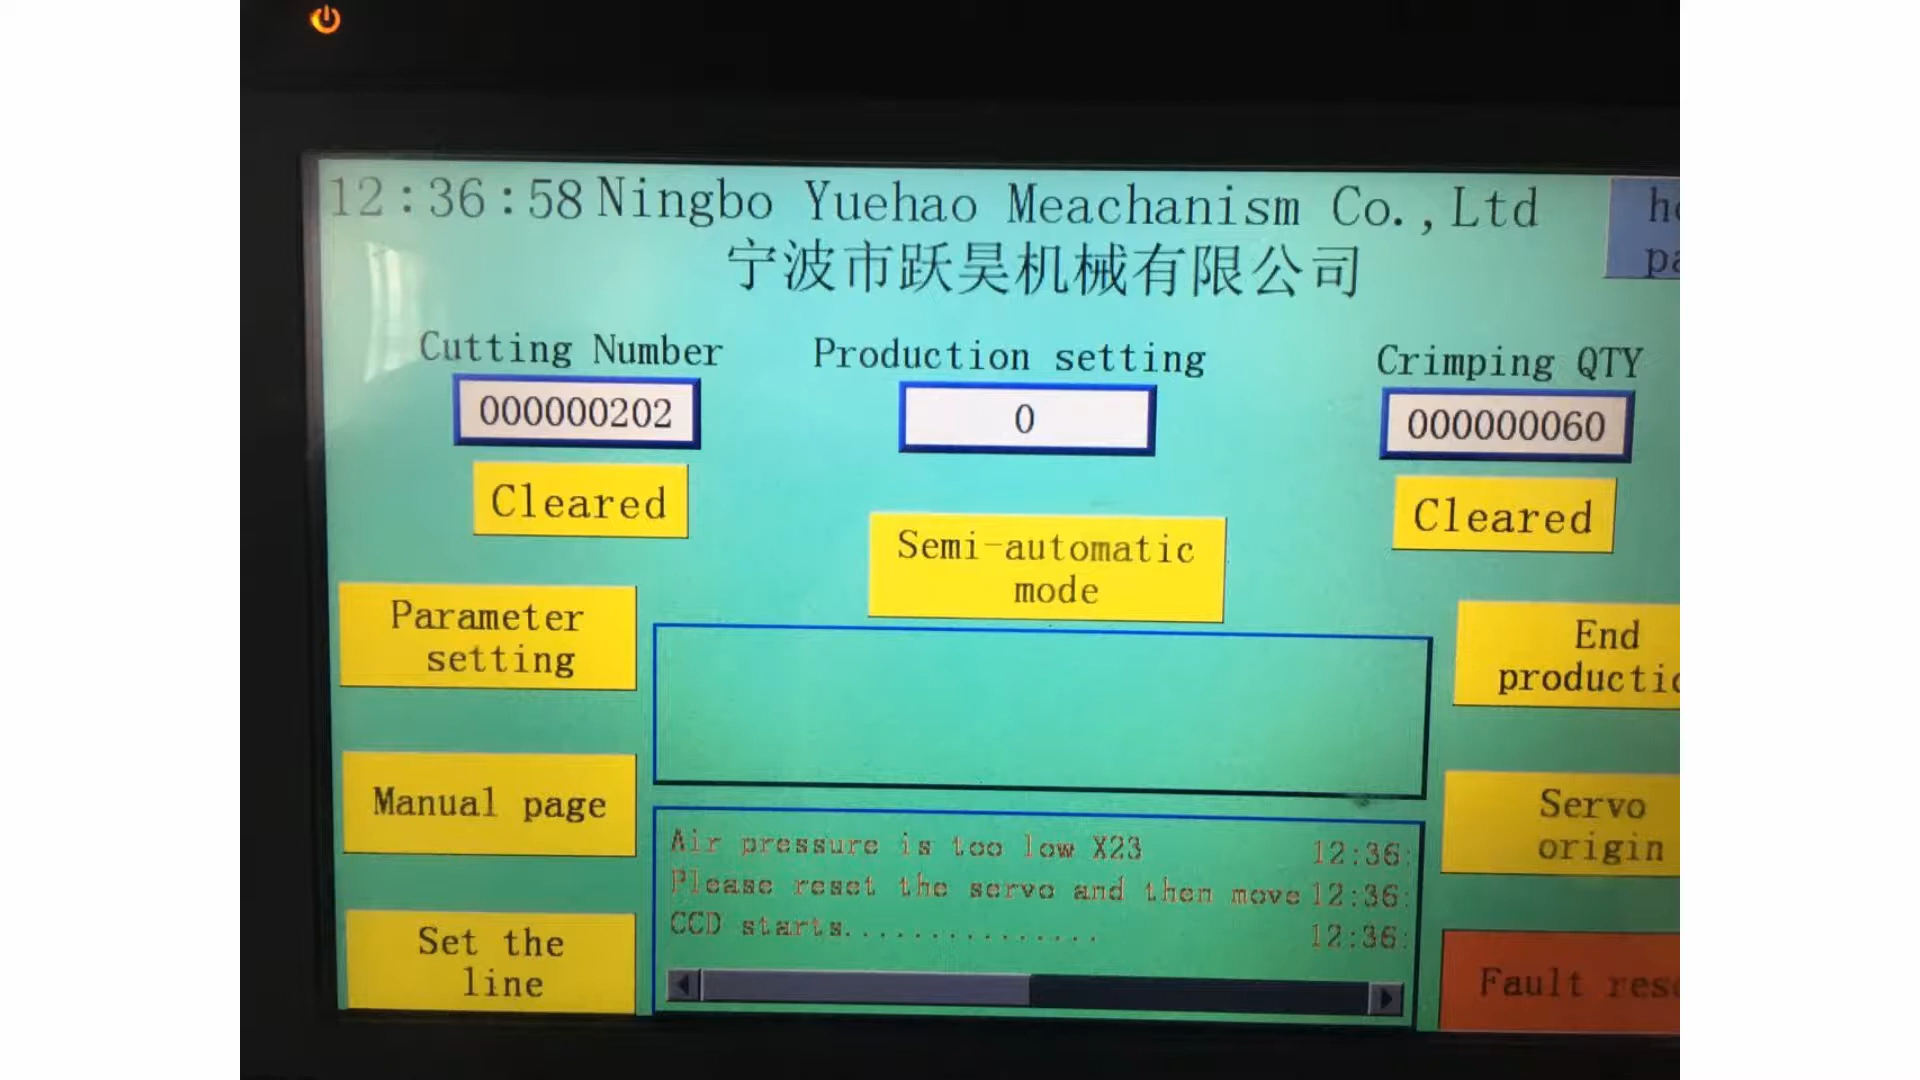 12:36:58 Ningbo Yuehao Meachanism Co.,Ltd
宁波市跃昊机械有限公司
Cutting Number
Production setting
Crimping QTY
000000202
0
000000060
Cleared
Cleared
Semi-automatic
mode
Parameter
setting
End
Manual page
Servo
origin
Air pressure is too low X23 12:36:
Please reset the servo and then move 12:36:
CCD starts............... 12:36:
Set the
line
Fault